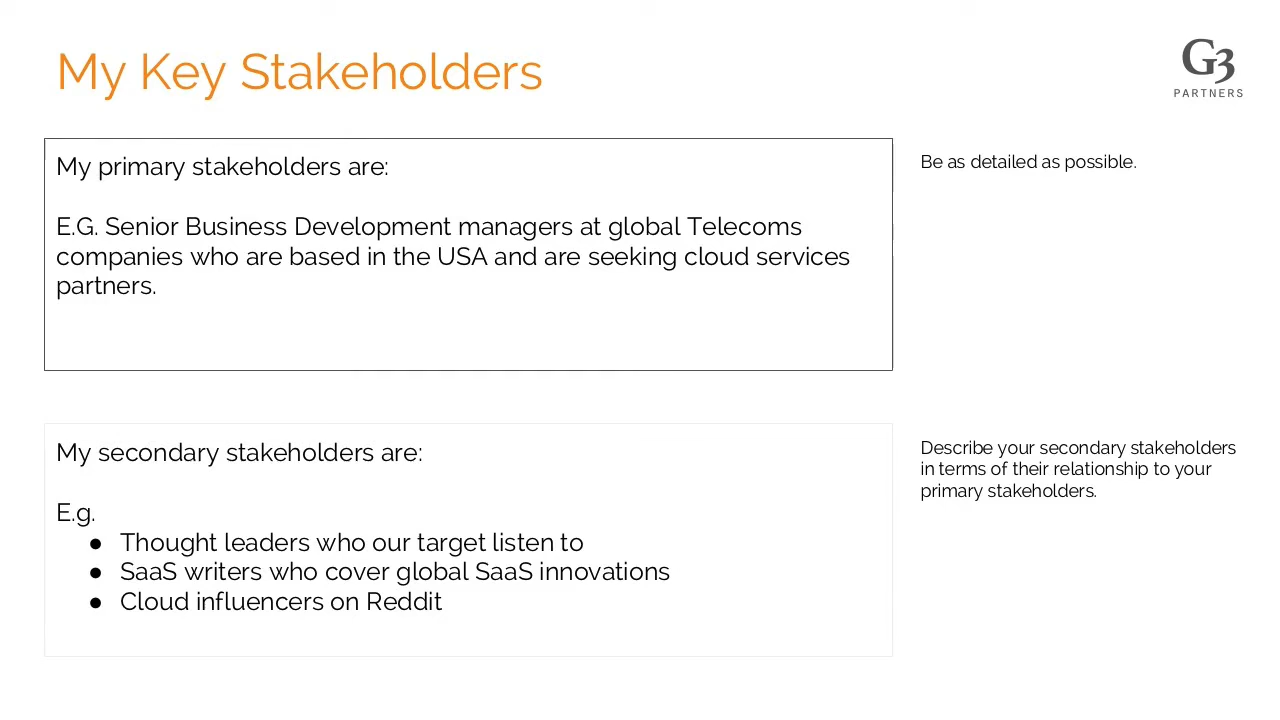 My Key Stakeholders
G3
PARTNERS
My primary stakeholders are:
E.G. Senior Business Development managers at global Telecoms
companies who are based in the USA and are seeking cloud services
partners.
Be as detailed as possible.
My secondary stakeholders are:
E.g.
● Thought leaders who our target listen to
● SaaS writers who cover global SaaS innovations
● Cloud influencers on Reddit
Describe your secondary stakeholders
in terms of their relationship to your
primary stakeholders.